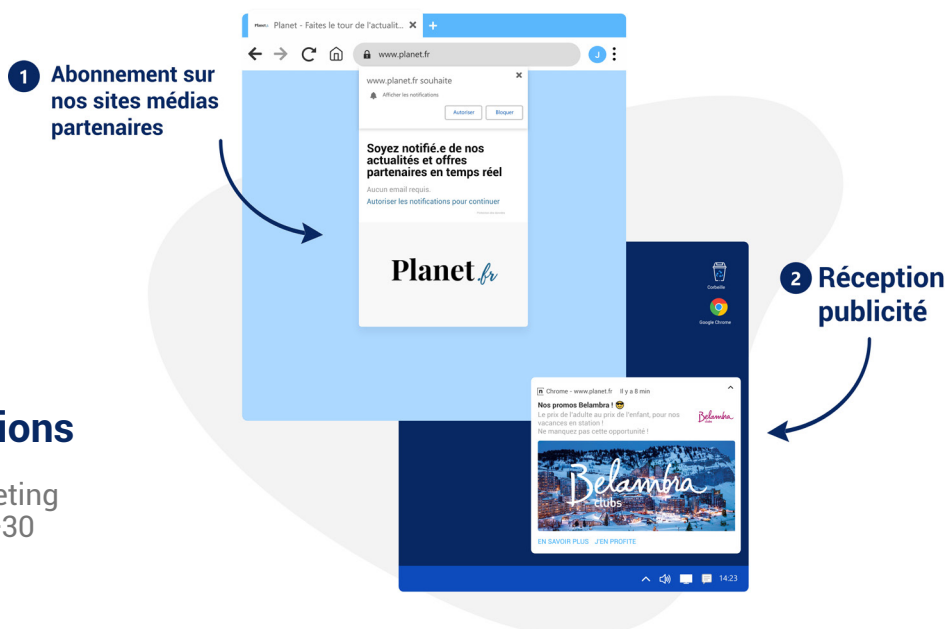 Planet - Faites le tour de l'actualit...
www.planet.fr
J
1
Abonnement sur
nos sites médias
partenaires
www.planet.fr souhaite
Afficher les notifications
Autoriser
Bloquer
Soyez notifié.e de nos
actualités et offres
partenaires en temps réel
Aucun email requis.
Autoriser les notifications pour continuer
Planet.fr
2
Réception
publicité
Corbeille
Google Chrome
Chrome - www.planet.fr Il y a 8 min
Nos promos Belambra ! 😎
Le prix de l'adulte au prix de l'enfant, pour nos
vacances en station !
Ne manquez pas cette opportunité !
Belambra
clubs
Belambra
clubs
EN SAVOIR PLUS J'EN PROFITE
14:23
ions
eting
30